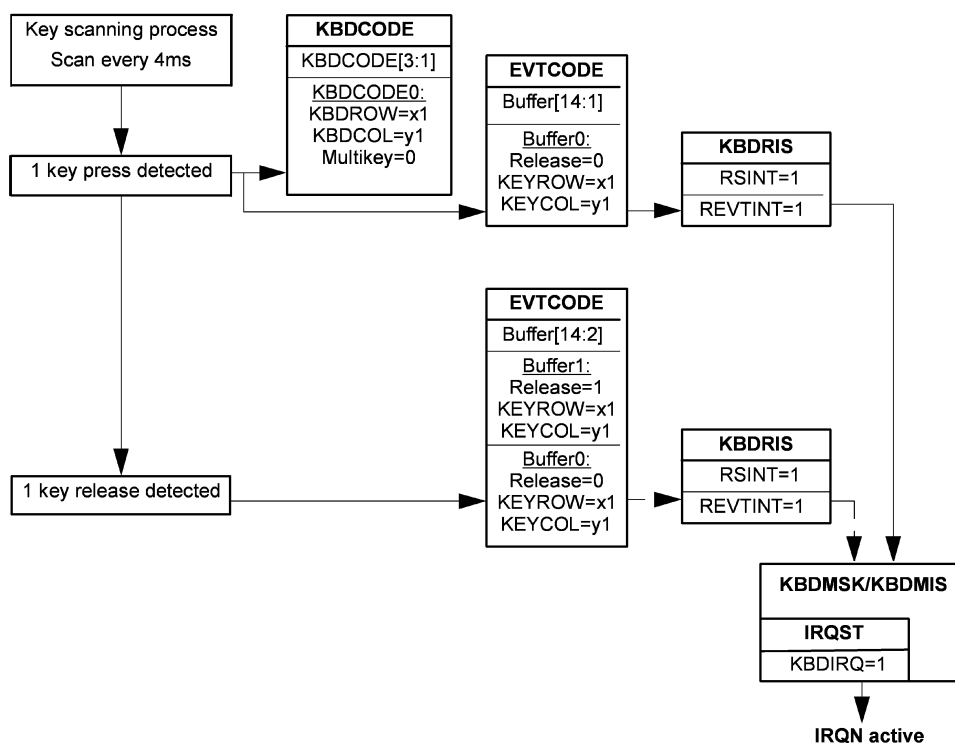 Key scanning process
Scan every 4ms
KBDCODE
KBDCODE[3:1]
KBDCODE0:
KBDROW=x1
KBDCOL=y1
Multikey=0
EVTCODE
Buffer[14:1]
Buffer0:
Release=0
KEYROW=x1
KEYCOL=y1
KBDRIS
RSINT=1
REVTINT=1
1 key press detected
EVTCODE
Buffer[14:2]
Buffer1:
Release=1
KEYROW=x1
KEYCOL=y1
Buffer0:
Release=0
KEYROW=x1
KEYCOL=y1
KBDRIS
RSINT=1
REVTINT=1
1 key release detected
KBDMSK/KBDMIS
IRQST
KBDIRQ=1
IRQN active